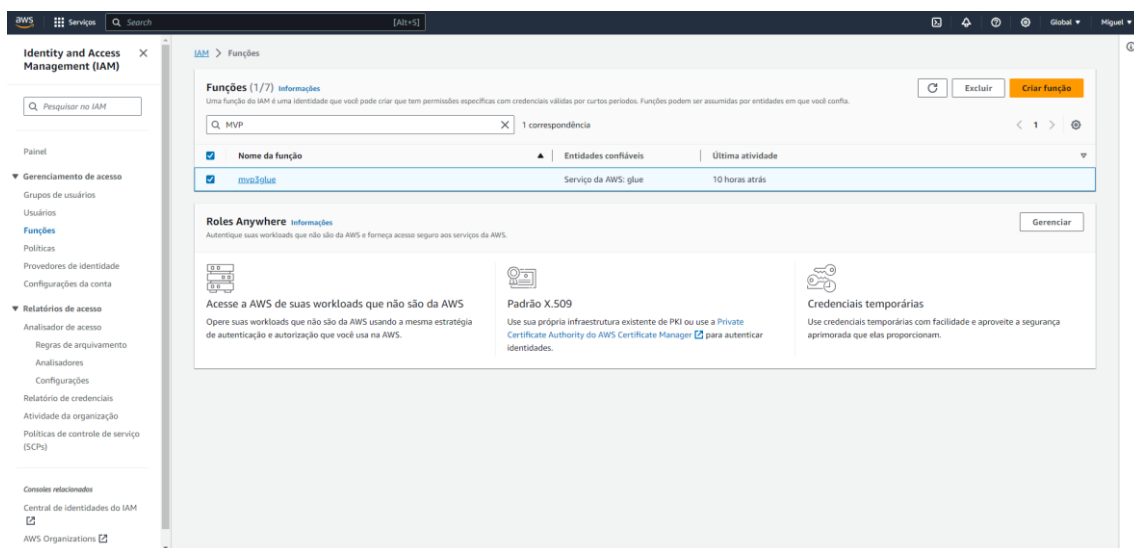 aws
Serviços
Search
[Alt+S]
Global
Miguel
Identity and Access
Management (IAM)
Pesquisar no IAM
Painel
Gerenciamento de acesso
Grupos de usuários
Usuários
Funções
Políticas
Provedores de identidade
Configurações da conta
Relatórios de acesso
Analisador de acesso
Regras de arquivamento
Analisadores
Configurações
Relatório de credenciais
Atividade da organização
Políticas de controle de serviço
(SCPs)
Consoles relacionados
Central de identidades do IAM
AWS Organizations
IAM > Funções
Funções (1/7) Informações
Uma função do IAM é uma identidade que você pode criar que tem permissões específicas com credenciais válidas por curtos períodos. Funções podem ser assumidas por entidades em que você confia.
Excluir
Criar função
MVP
1 correspondência
1
Nome da função
Entidades confiáveis
Última atividade
mvp3glue
Serviço da AWS: glue
10 horas atrás
Roles Anywhere Informações
Autentique suas workloads que não são da AWS e forneça acesso seguro aos serviços da AWS.
Gerenciar
Acesse a AWS de suas workloads que não são da AWS
Opere suas workloads que não são da AWS usando a mesma estratégia
de autenticação e autorização que você usa na AWS.
Padrão X.509
Use sua própria infraestrutura existente de PKI ou use a Private
Certificate Authority do AWS Certificate Manager para autenticar
identidades.
Credenciais temporárias
Use credenciais temporárias com facilidade e aproveite a segurança
aprimorada que elas proporcionam.